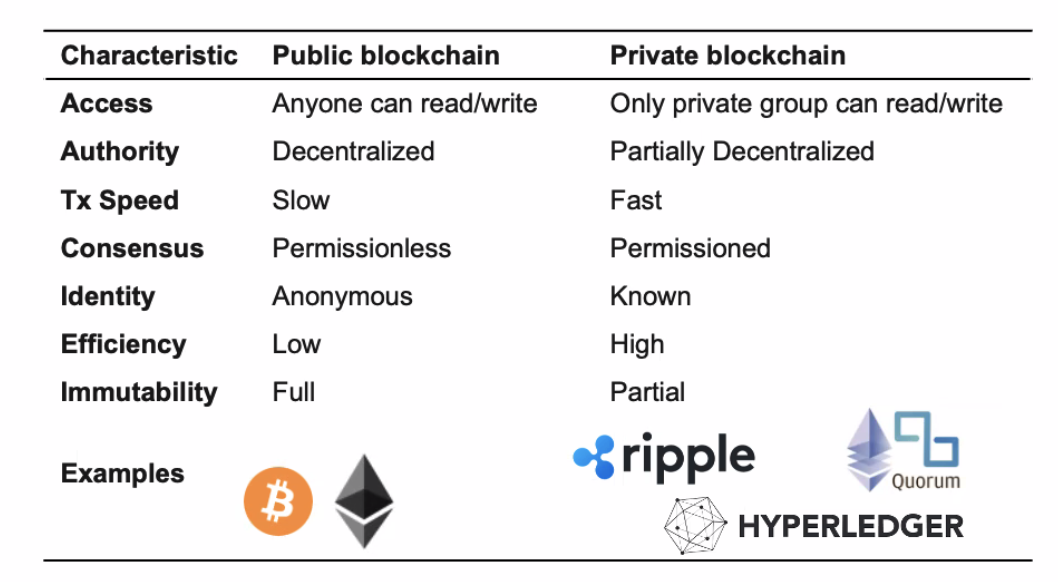 Characteristic Public blockchain Private blockchain
Access Anyone can read/write Only private group can read/write
Authority Decentralized Partially Decentralized
Tx Speed Slow Fast
Consensus Permissionless Permissioned
Identity Anonymous Known
Efficiency Low High
Immutability Full Partial
Examples ripple Quorum
HYPERLEDGER